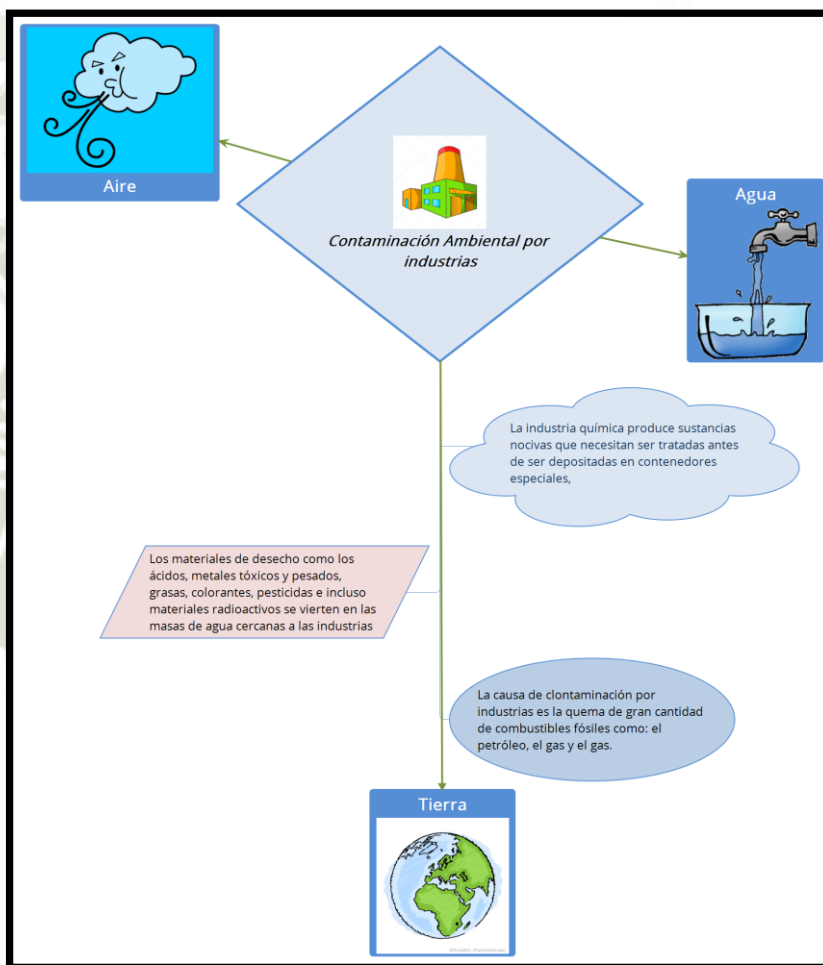 Aire
Contaminación Ambiental por
industrias
Agua
La industria química produce sustancias
nocivas que necesitan ser tratadas antes
de ser depositadas en contenedores
especiales,
Los materiales de desecho como los
ácidos, metales tóxicos y pesados,
grasas, colorantes, pesticidas e incluso
materiales radioactivos se vierten en las
masas de agua cercanas a las industrias
La causa de clontaminación por
industrias es la quema de gran cantidad
de combustibles fósiles como: el
petróleo, el gas y el gas.
Tierra